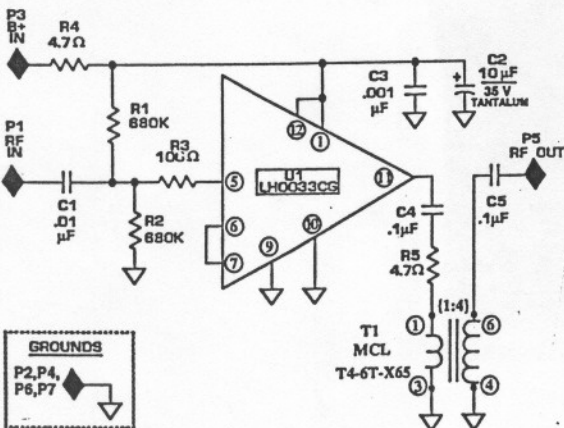 P3
B+
IN
R4
4.7Ω
P1
RF
IN
R1
680K
R3
100Ω
C1
.01
µF
R2
680K
12
1
5
6
7
9
10
11
U1
LH0033CG
C3
.001
µF
C2
10 µF
35 V
TANTALUM
+
P5
RF OUT
C4
.1µF
C5
.1µF
R5
4.7Ω
{1:4}
1
6
3
4
T1
MCL
T4-6T-X65
GROUNDS
P2,P4,
P6,P7